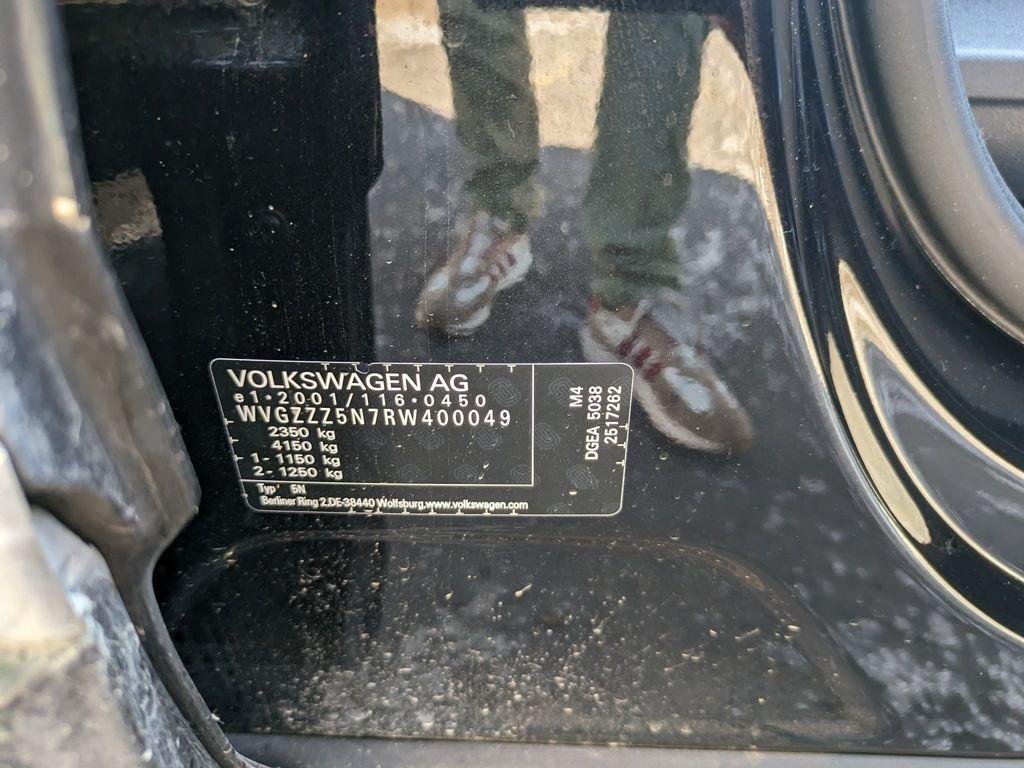 VOLKSWAGEN AG
e1*2001/116*0450
WVGZZZ5N7RW400049
2350 kg
4150 kg
1- 1150 kg
2- 1250 kg
Typ 5N
Berliner Ring 2,DE-38440 Wolfsburg,www.volkswagen.com
M4
DGEA 5038
2517262